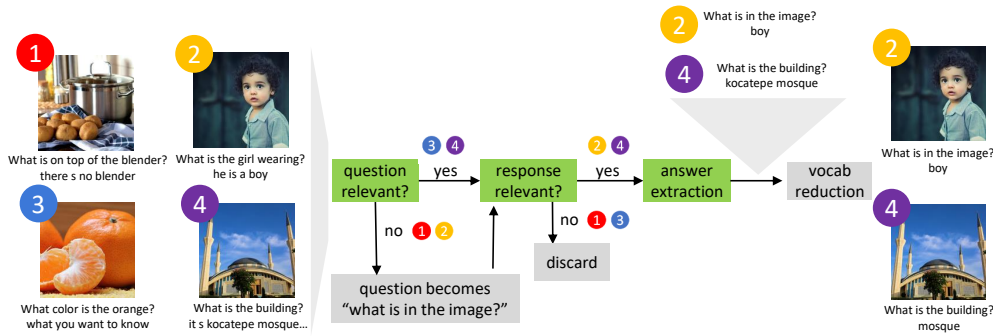 1
What is on top of the blender?
there s no blender
2
What is the girl wearing?
he is a boy
3
What color is the orange?
what you want to know
4
What is the building?
it s kocatepe mosque...
question
relevant?
3 4
yes
no 1 2
question becomes
“what is in the image?”
response
relevant?
2 4
yes
no 1 3
discard
answer
extraction
2
What is in the image?
boy
4
What is the building?
kocatepe mosque
vocab
reduction
2
What is in the image?
boy
4
What is the building?
mosque